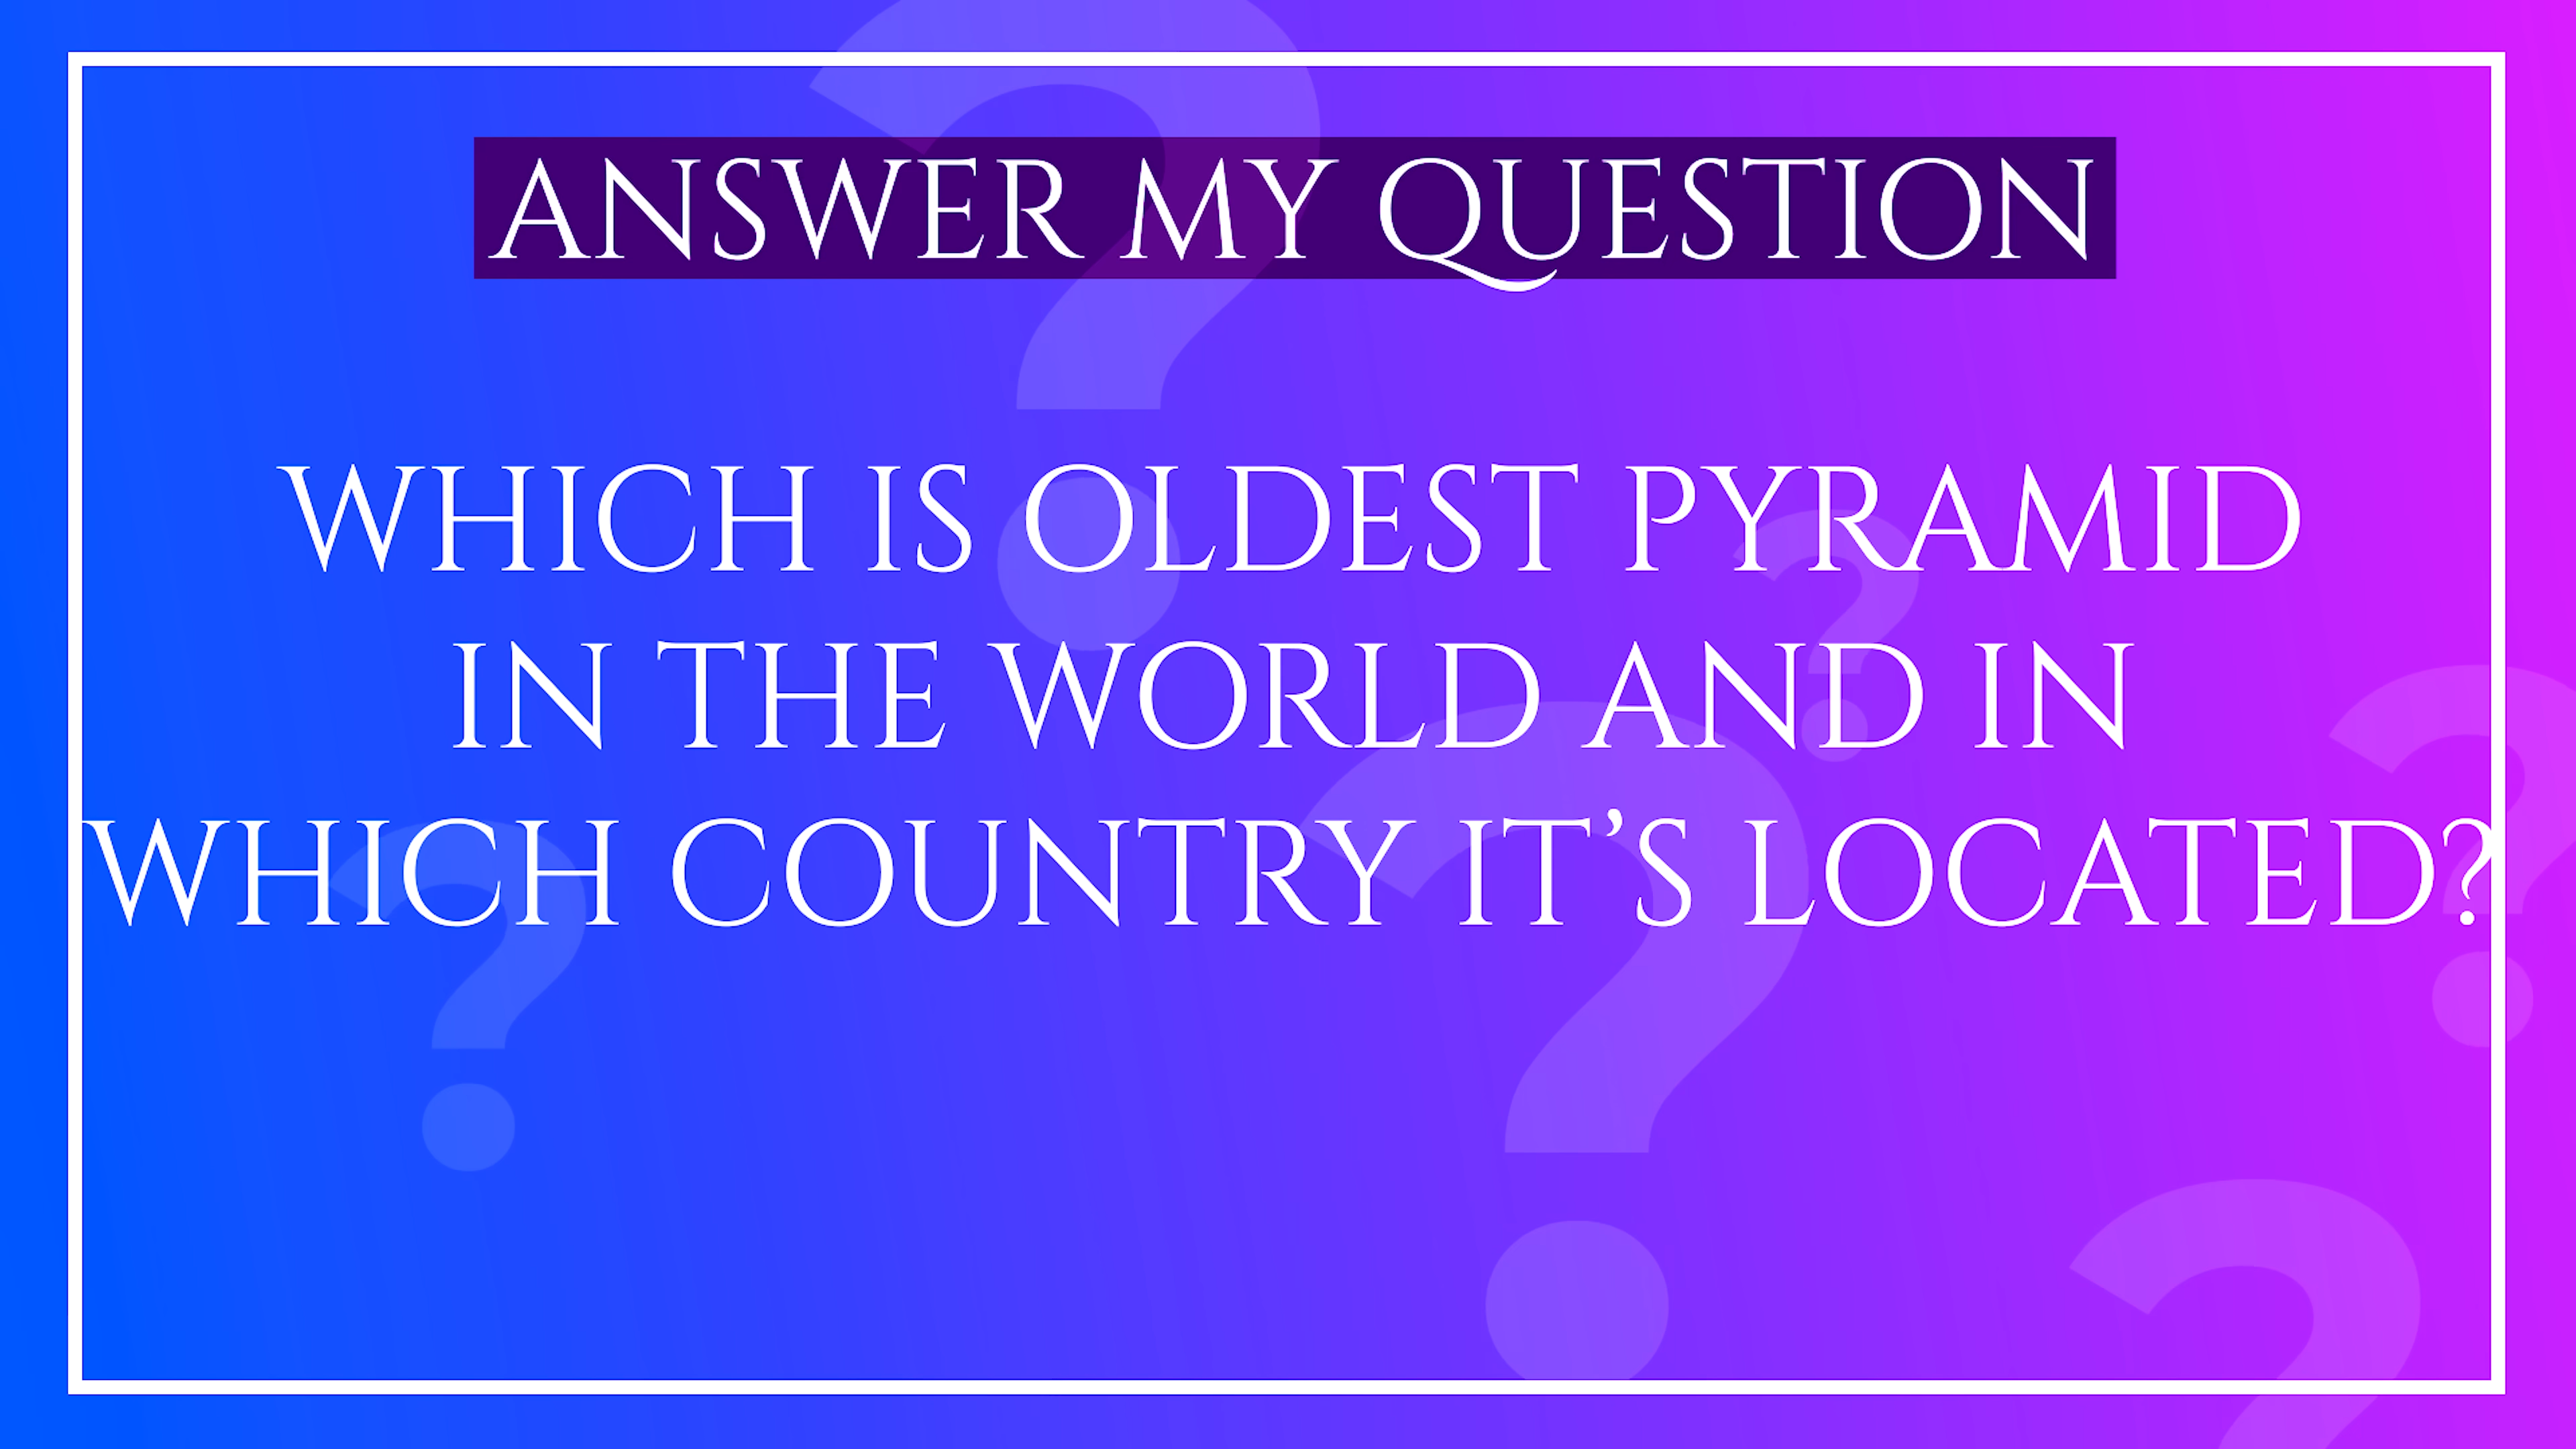 ANSWER MY QUESTION
WHICH IS OLDEST PYRAMID
IN THE WORLD AND IN
WHICH COUNTRY IT’S LOCATED?